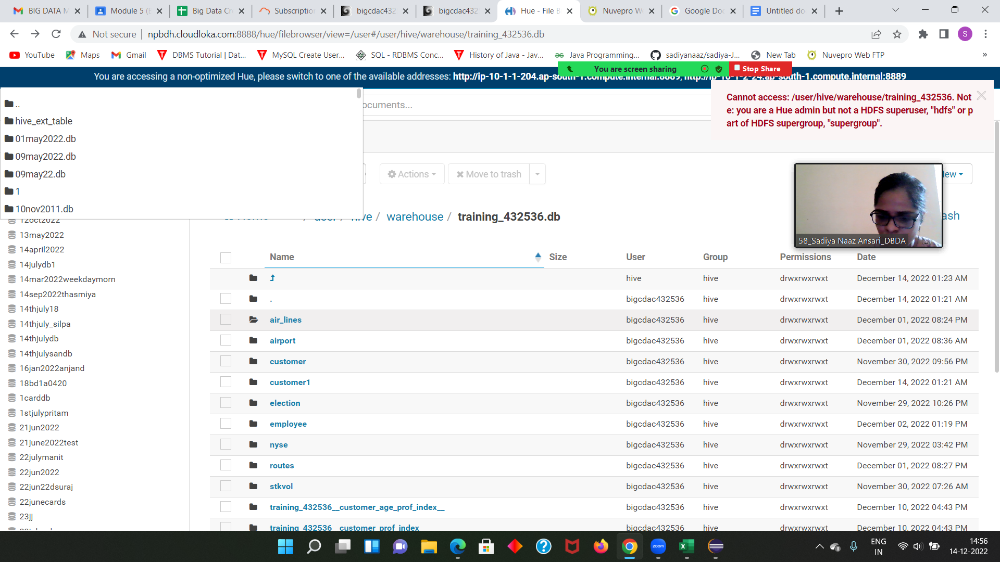 BIG DATA M
Module 5 (E
Big Data Cr
Subscription
bigcdac432
bigcdac432
Hue - File B
Nuvepro W
Google Doc
Untitled do
Not secure
npbdh.cloudloka.com:8888/hue/filebrowser/view=/user#/user/hive/warehouse/training_432536.db
S
YouTube
Maps
Gmail
DBMS Tutorial | Dat...
MySQL Create User...
SQL - RDBMS Conc...
History of Java - Jav...
Java Programming...
sadiyanaaz/sadiya-J...
New Tab
Nuvepro Web FTP
»
You are screen sharing
Stop Share
You are accessing a non-optimized Hue, please switch to one of the available addresses: http://ip-10-1-1-204.ap-south-1.compute.internal:8889, http://ip-10-1-2-24.ap-south-1.compute.internal:8889
Cannot access: /user/hive/warehouse/training_432536. Not
e: you are a Hue admin but not a HDFS superuser, "hdfs" or p
art of HDFS supergroup, "supergroup".
ocuments...
..
hive_ext_table
01may2022.db
09may2022.db
09may22.db
1
10nov2011.db
Actions
Move to trash
ew
/ user / hive / warehouse / training_432536.db
ash
58_Sadiya Naaz Ansari_DBDA
12oct2022
13may2022
14april2022
14julydb1
14mar2022weekdaymorn
14sep2022thasmiya
14thjuly18
14thjuly_silpa
14thjulydb
14thjulysandb
16jan2022anjand
18bd1a0420
1carddb
1stjulypritam
21jun2022
21june2022test
22julymanit
22jun2022
22jun22dsuraj
22junecards
23jj
Name Size User Group Permissions Date
hive hive drwxrwxrwxt December 14, 2022 01:23 AM
. bigcdac432536 hive drwxrwxrwxt December 14, 2022 01:21 AM
air_lines bigcdac432536 hive drwxrwxrwxt December 01, 2022 08:24 PM
airport bigcdac432536 hive drwxrwxrwxt December 01, 2022 08:36 AM
customer bigcdac432536 hive drwxrwxrwxt November 30, 2022 09:56 PM
customer1 bigcdac432536 hive drwxrwxrwxt December 14, 2022 01:21 AM
election bigcdac432536 hive drwxrwxrwxt November 29, 2022 10:26 PM
employee bigcdac432536 hive drwxrwxrwxt December 02, 2022 01:19 PM
nyse bigcdac432536 hive drwxrwxrwxt November 29, 2022 03:42 PM
routes bigcdac432536 hive drwxrwxrwxt December 01, 2022 08:27 PM
stkvol bigcdac432536 hive drwxrwxrwxt November 30, 2022 07:26 AM
training_432536__customer_age_prof_index__ bigcdac432536 hive drwxrwxrwxt December 10, 2022 04:43 PM
training_432536__customer_prof_index__ bigcdac432536 hive drwxrwxrwxt December 10, 2022 04:43 PM
zoom
ENG
IN
14:56
14-12-2022